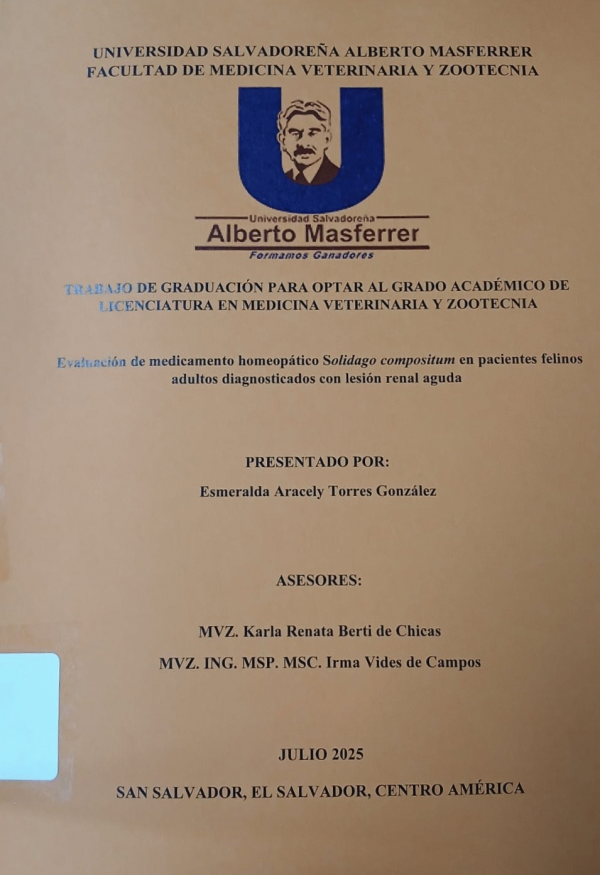 UNIVERSIDAD SALVADOREÑA ALBERTO MASFERRER
FACULTAD DE MEDICINA VETERINARIA Y ZOOTECNIA
Universidad Salvadoreña
Alberto Masferrer
Formamos Ganadores
TRABAJO DE GRADUACIÓN PARA OPTAR AL GRADO ACADÉMICO DE
LICENCIATURA EN MEDICINA VETERINARIA Y ZOOTECNIA
Evaluación de medicamento homeopático Solidago compositum en pacientes felinos
adultos diagnosticados con lesión renal aguda
PRESENTADO POR:
Esmeralda Aracely Torres González
ASESORES:
MVZ. Karla Renata Berti de Chicas
MVZ. ING. MSP. MSC. Irma Vides de Campos
JULIO 2025
SAN SALVADOR, EL SALVADOR, CENTRO AMÉRICA